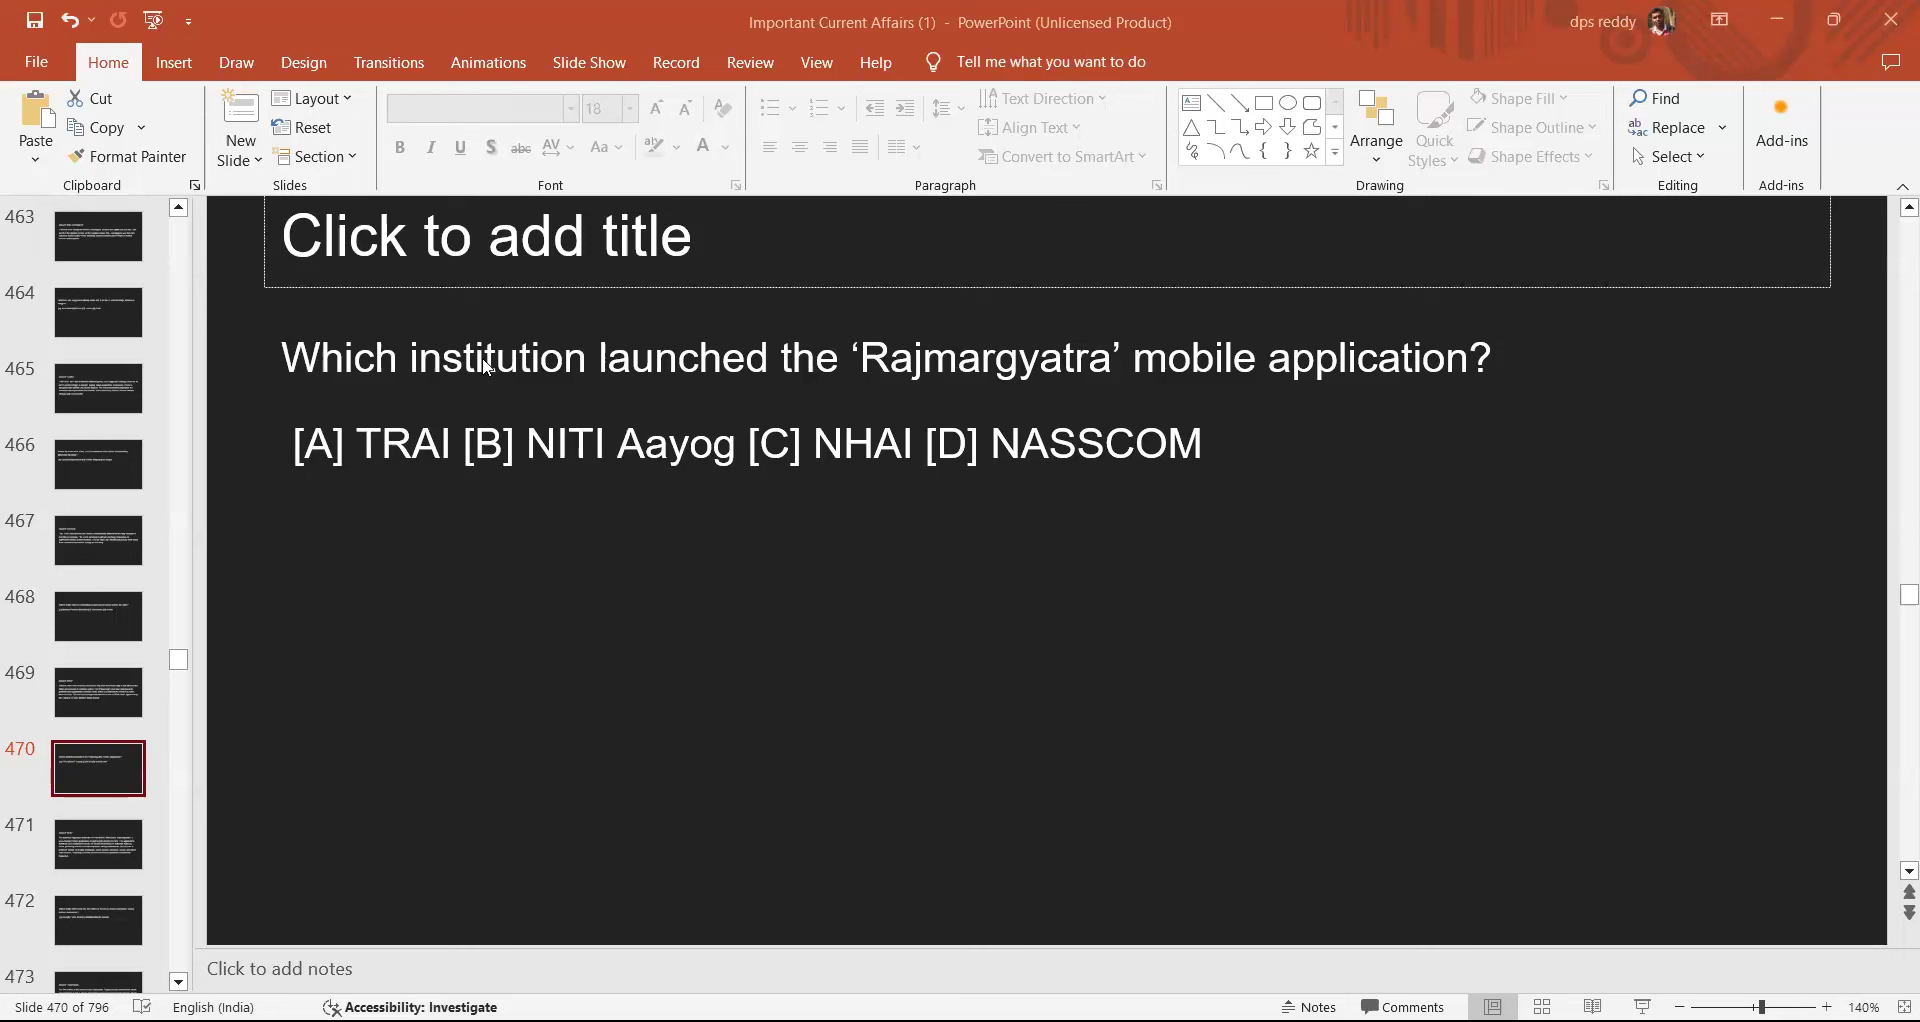 Important Current Affairs (1) - PowerPoint (Unlicensed Product)
dps reddy
File Home Insert Draw Design Transitions Animations Slide Show Record Review View Help Tell me what you want to do
Paste
Cut
Copy
Format Painter
Clipboard
New Slide
Layout
Reset
Section
Slides
18
B I U S abc AV Aa A
Font
Text Direction
Align Text
Convert to SmartArt
Paragraph
Arrange
Quick Styles
Shape Fill
Shape Outline
Shape Effects
Drawing
Find
Replace
Select
Editing
Add-ins
Add-ins
463
464
465
466
467
468
469
470
471
472
473
Click to add title
Which institution launched the ‘Rajmargyatra’ mobile application?
[A] TRAI [B] NITI Aayog [C] NHAI [D] NASSCOM
Click to add notes
Slide 470 of 796 English (India) Accessibility: Investigate Notes Comments 140%